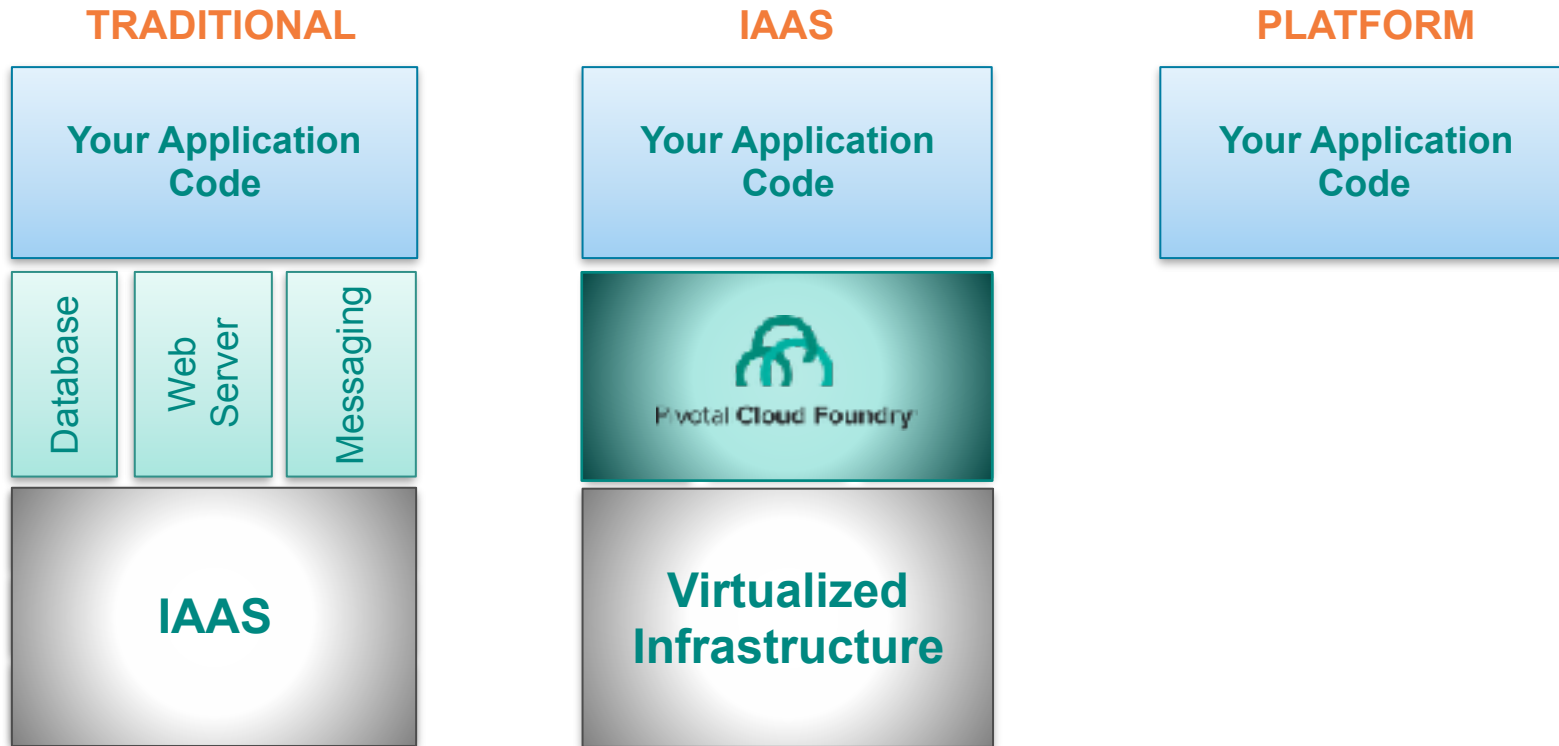 TRADITIONAL
Your Application
Code
Database
Web
Server
Messaging
IAAS
IAAS
Your Application
Code
Pivotal Cloud Foundry
Virtualized
Infrastructure
PLATFORM
Your Application
Code